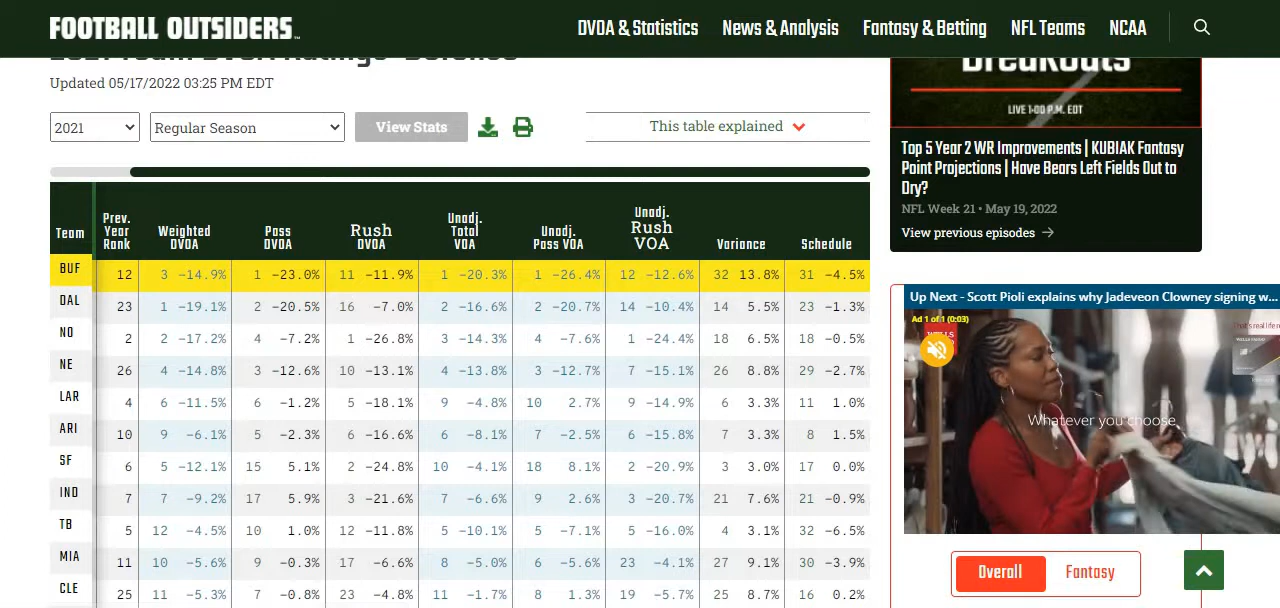 FOOTBALL OUTSIDERS™
DVOA & Statistics News & Analysis Fantasy & Betting NFL Teams NCAA
2021 Team DVOA Ratings
Updated 05/17/2022 03:25 PM EDT
2021 Regular Season View Stats This table explained
Team Prev. Year Rank Weighted DVOA Pass DVOA Rush DVOA Unadj. Total VOA Unadj. Pass VOA Unadj. Rush VOA Variance Schedule
BUF 12 3 -14.9% 1 -23.0% 11 -11.9% 1 -20.3% 1 -26.4% 12 -12.6% 32 13.8% 31 -4.5%
DAL 23 1 -19.1% 2 -20.5% 16 -7.0% 2 -16.6% 2 -20.7% 14 -10.4% 14 5.5% 23 -1.3%
NO 2 2 -17.2% 4 -7.2% 1 -26.8% 3 -14.3% 4 -7.6% 1 -24.4% 18 6.5% 18 -0.5%
NE 26 4 -14.8% 3 -12.6% 10 -13.1% 4 -13.8% 3 -12.7% 7 -15.1% 26 8.8% 29 -2.7%
LAR 4 6 -11.5% 6 -1.2% 5 -18.1% 9 -4.8% 10 2.7% 9 -14.9% 6 3.3% 11 1.0%
ARI 10 9 -6.1% 5 -2.3% 6 -16.6% 6 -8.1% 7 -2.5% 6 -15.8% 7 3.3% 8 1.5%
SF 6 5 -12.1% 15 5.1% 2 -24.8% 10 -4.1% 18 8.1% 2 -20.9% 3 3.0% 17 0.0%
IND 7 7 -9.2% 17 5.9% 3 -21.6% 7 -6.6% 9 2.6% 3 -20.7% 21 7.6% 21 -0.9%
TB 5 12 -4.5% 10 1.0% 12 -11.8% 5 -10.1% 5 -7.1% 5 -16.0% 4 3.1% 32 -6.5%
MIA 11 10 -5.6% 9 -0.3% 17 -6.6% 8 -5.0% 6 -5.6% 23 -4.1% 27 9.1% 30 -3.9%
CLE 25 11 -5.3% 7 -0.8% 23 -4.8% 11 -1.7% 8 1.3% 19 -5.7% 25 8.7% 16 0.2%
Breakouts
LIVE 1:00 P.M. EDT
Top 5 Year 2 WR Improvements | KUBIAK Fantasy
Point Projections | Have Bears Left Fields Out to
Dry?
NFL Week 21 • May 19, 2022
View previous episodes
Up Next - Scott Pioli explains why Jadeveon Clowney signing w...
Ad 1 of 1 (0:03)
WELLS
That's real life
Whatever you choose,
Overall Fantasy